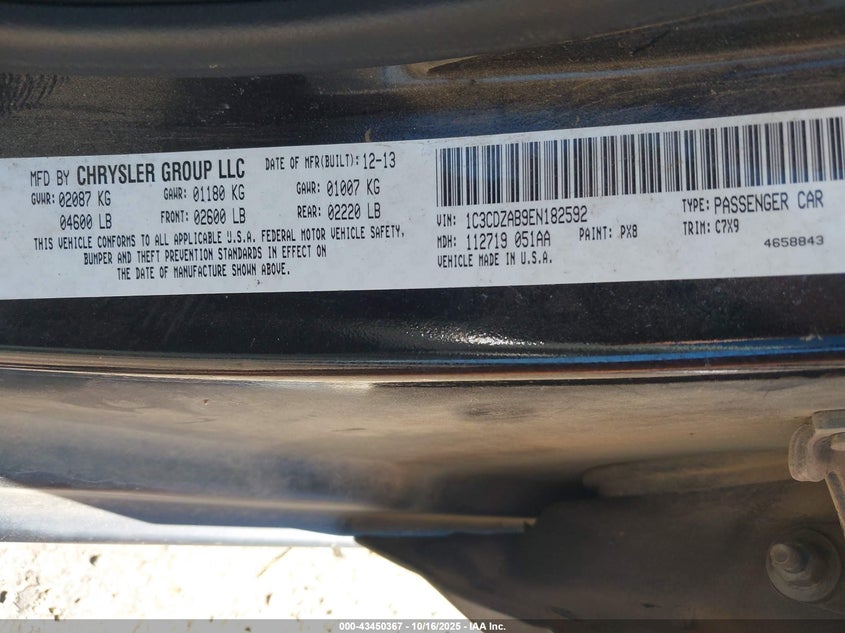 MFD BY CHRYSLER GROUP LLC DATE OF MFR(BUILT): 12-13
GVWR: 02087 KG GAWR: 01180 KG GAWR: 01007 KG
04600 LB FRONT: 02600 LB REAR: 02220 LB
THIS VEHICLE CONFORMS TO ALL APPLICABLE U.S.A. FEDERAL MOTOR VEHICLE SAFETY,
BUMPER AND THEFT PREVENTION STANDARDS IN EFFECT ON
THE DATE OF MANUFACTURE SHOWN ABOVE.
VIN: 1C3CDZAB9EN182592 TYPE: PASSENGER CAR
MDH: 112719 051AA PAINT: PX8 TRIM: C7X9
VEHICLE MADE IN U.S.A. 4658843
000-43450367 - 10/16/2025 - IAA Inc.